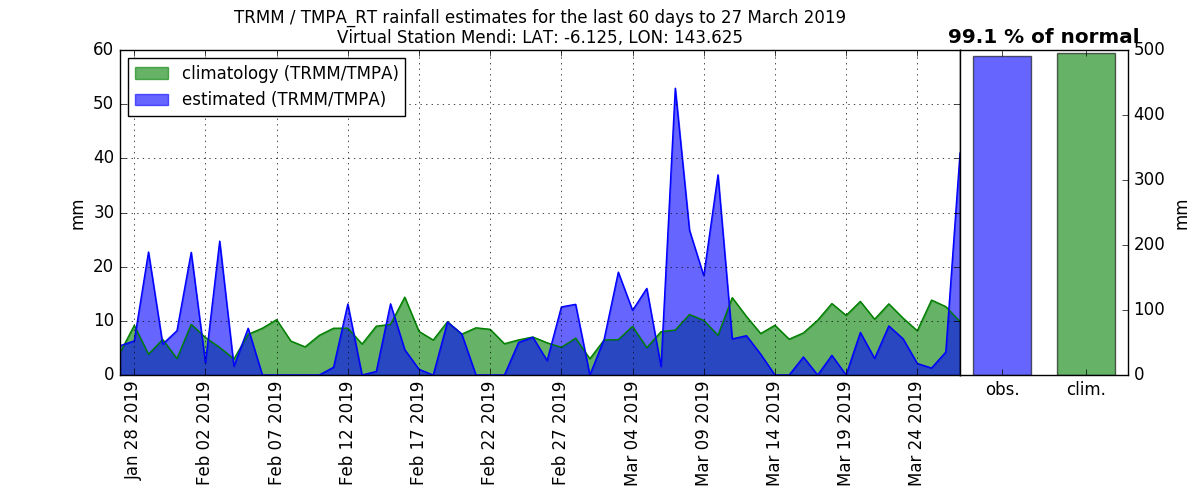 TRMM / TMPA_RT rainfall estimates for the last 60 days to 27 March 2019
Virtual Station Mendi: LAT: -6.125, LON: 143.625
99.1 % of normal
climatology (TRMM/TMPA)
estimated (TRMM/TMPA)
mm
60
50
40
30
20
10
0
Jan 28 2019
Feb 02 2019
Feb 07 2019
Feb 12 2019
Feb 17 2019
Feb 22 2019
Feb 27 2019
Mar 04 2019
Mar 09 2019
Mar 14 2019
Mar 19 2019
Mar 24 2019
obs.
clim.
500
400
300
200
100
0
mm